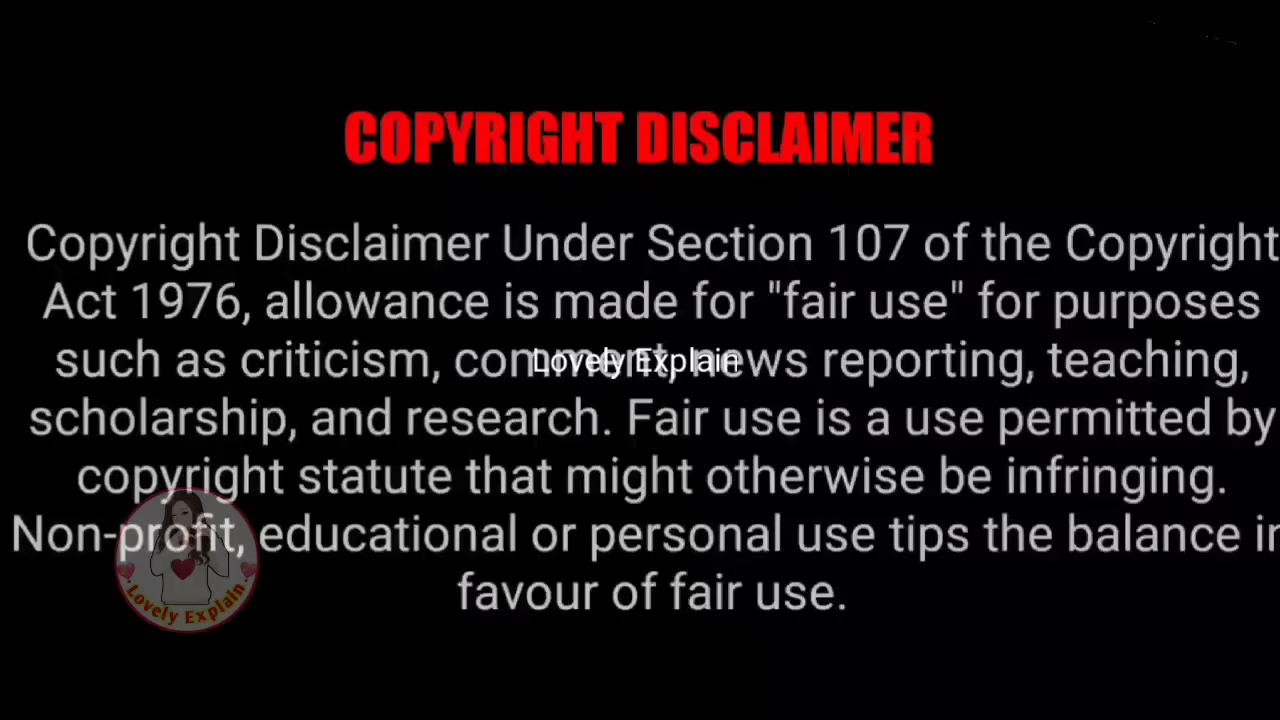 COPYRIGHT DISCLAIMER
Copyright Disclaimer Under Section 107 of the Copyright
Act 1976, allowance is made for "fair use" for purposes
such as criticism, comment, news reporting, teaching,
Lovely Explain
scholarship, and research. Fair use is a use permitted by
copyright statute that might otherwise be infringing.
Non-profit, educational or personal use tips the balance in
favour of fair use.
Lovely Explain